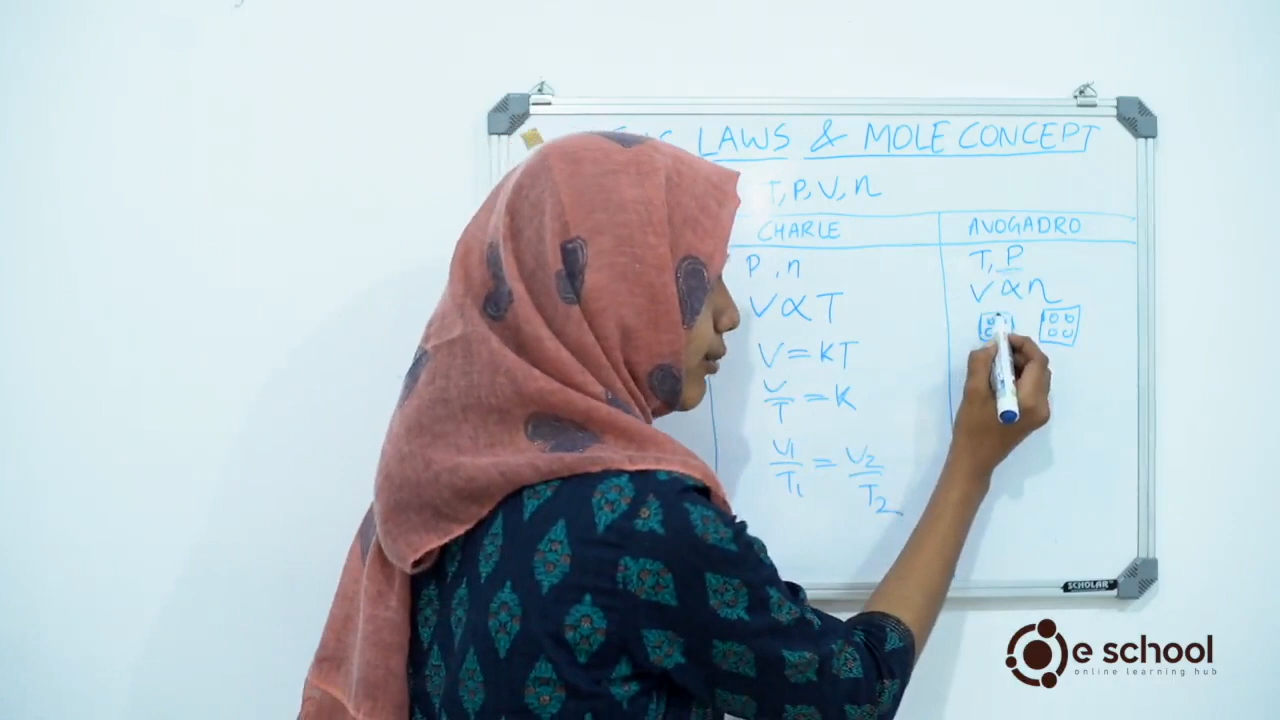 LAWS & MOLE CONCEPT
T, P, V, n
CHARLE
P, n
V ∝ T
V = KT
V/T = K
V1/T1 = V2/T2
AVOGADRO
T, P
V ∝ n
SCHOLAR
e school
online learning hub